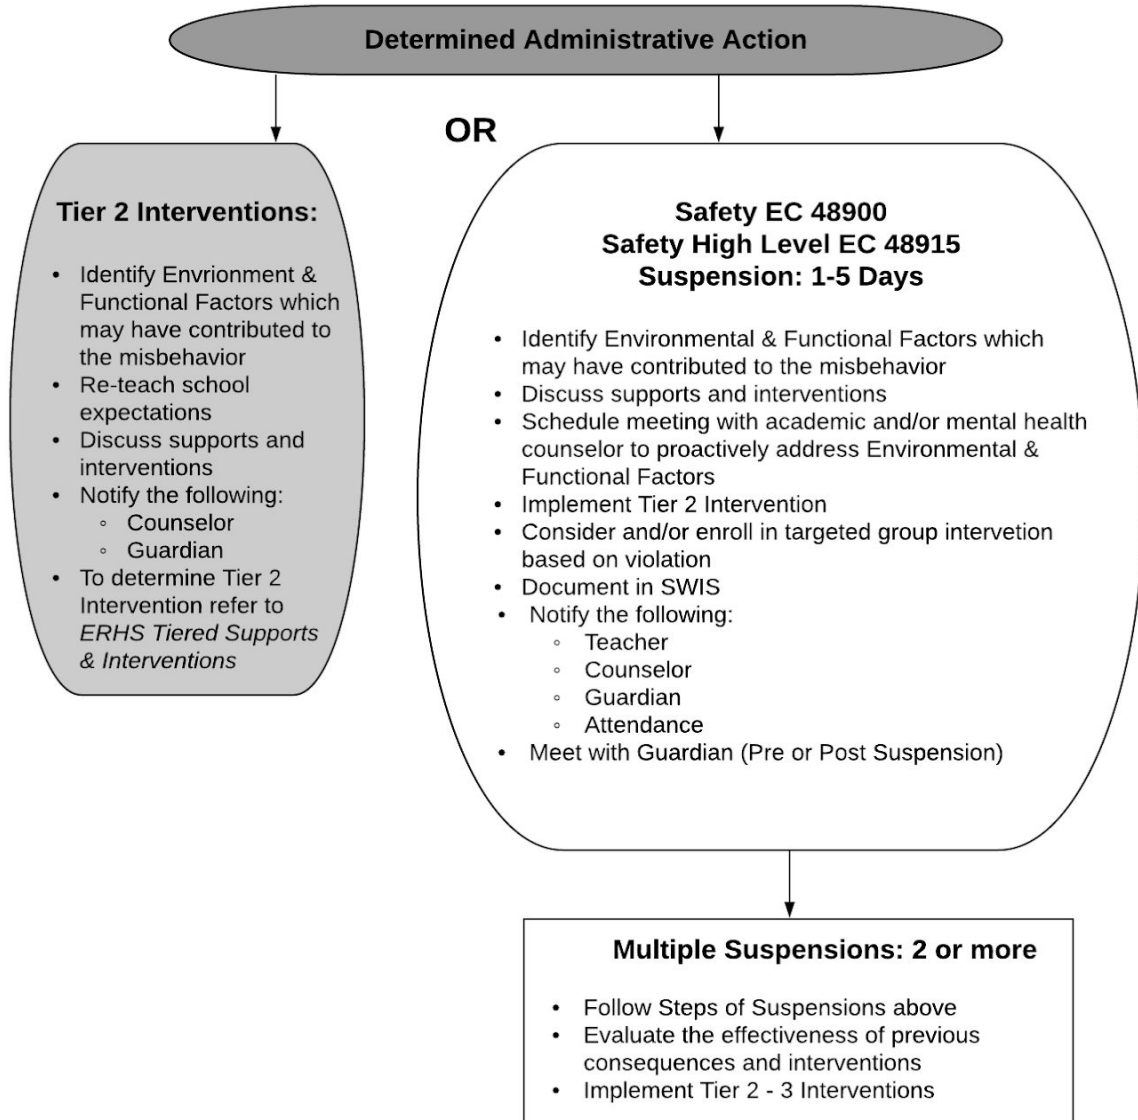 Determined Administrative Action
OR
Tier 2 Interventions:
• Identify Envrionment &
Functional Factors which
may have contributed to
the misbehavior
• Re-teach school
expectations
• Discuss supports and
interventions
• Notify the following:
◦ Counselor
◦ Guardian
• To determine Tier 2
Intervention refer to
ERHS Tiered Supports
& Interventions
Safety EC 48900
Safety High Level EC 48915
Suspension: 1-5 Days
• Identify Environmental & Functional Factors which
may have contributed to the misbehavior
• Discuss supports and interventions
• Schedule meeting with academic and/or mental health
counselor to proactively address Environmental &
Functional Factors
• Implement Tier 2 Intervention
• Consider and/or enroll in targeted group intervetion
based on violation
• Document in SWIS
• Notify the following:
◦ Teacher
◦ Counselor
◦ Guardian
◦ Attendance
• Meet with Guardian (Pre or Post Suspension)
Multiple Suspensions: 2 or more
• Follow Steps of Suspensions above
• Evaluate the effectiveness of previous
consequences and interventions
• Implement Tier 2 - 3 Interventions